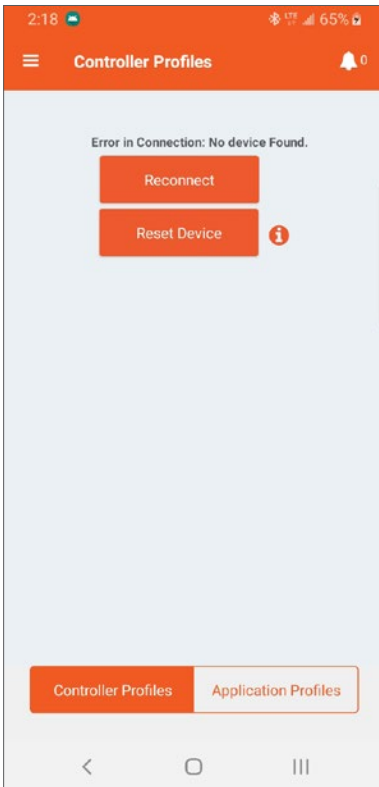 2:18 LTE 65%
Controller Profiles 0
Error in Connection: No device Found.
Reconnect
Reset Device i
Controller Profiles Application Profiles